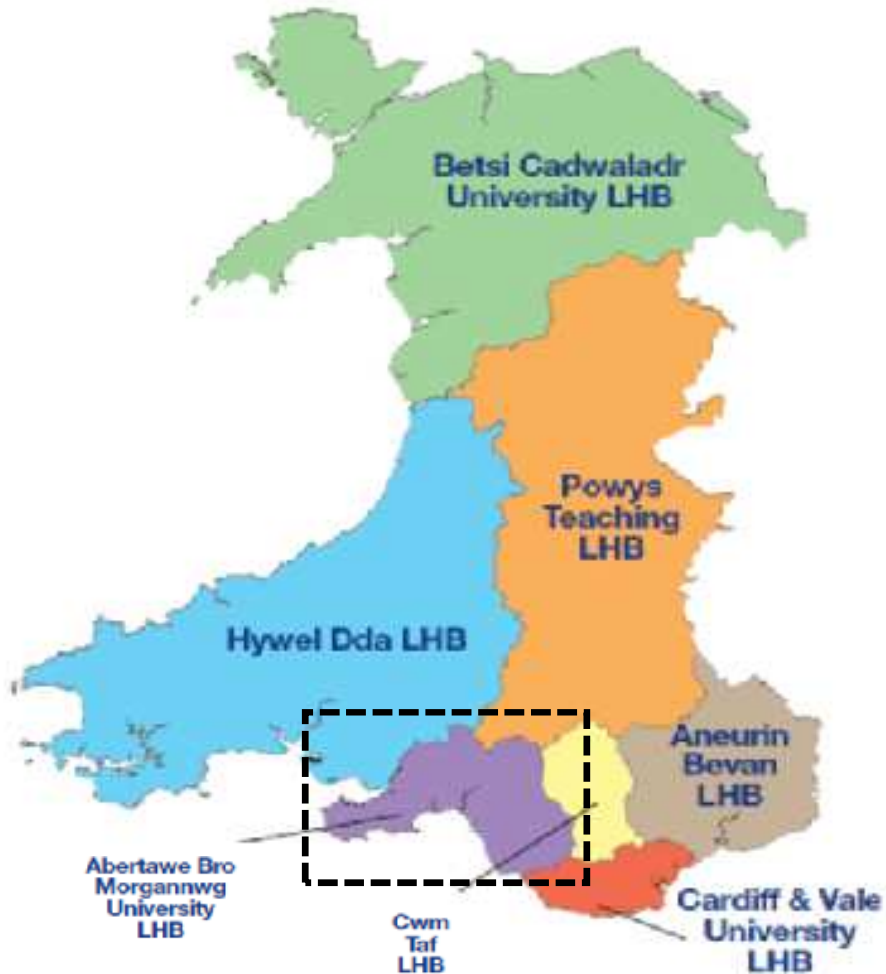 Betsi Cadwaladr
University LHB
Powys
Teaching
LHB
Hywel Dda LHB
Aneurin
Bevan
LHB
Abertawe Bro
Morgannwg
University
LHB
Cwm
Taf
LHB
Cardiff & Vale
University
LHB